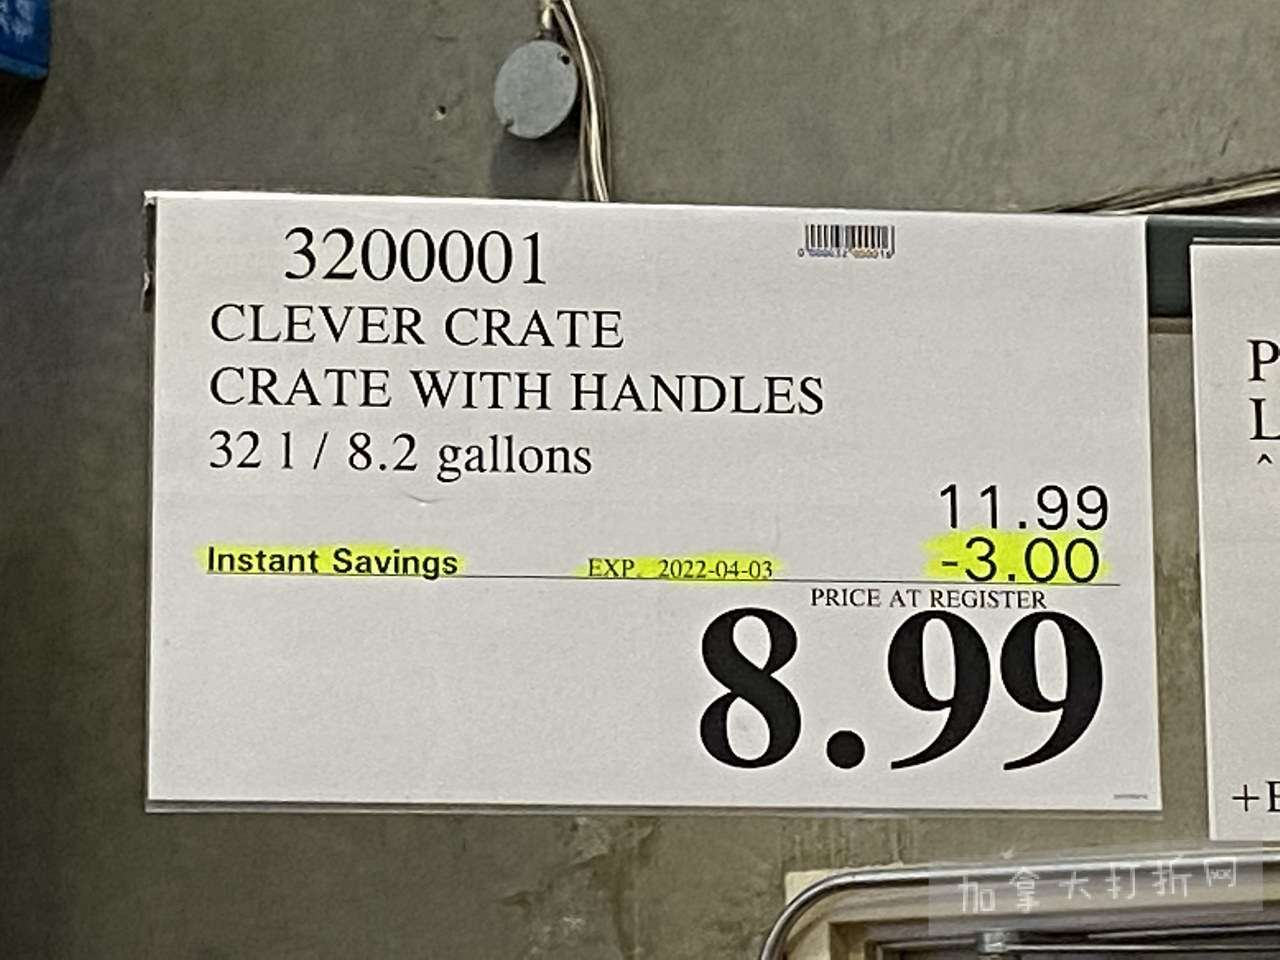 3200001
CLEVER CRATE
CRATE WITH HANDLES
32 l / 8.2 gallons
11.99
Instant Savings EXP. 2022-04-03 -3.00
PRICE AT REGISTER
8.99
P
L
^
+E
加拿大打折网